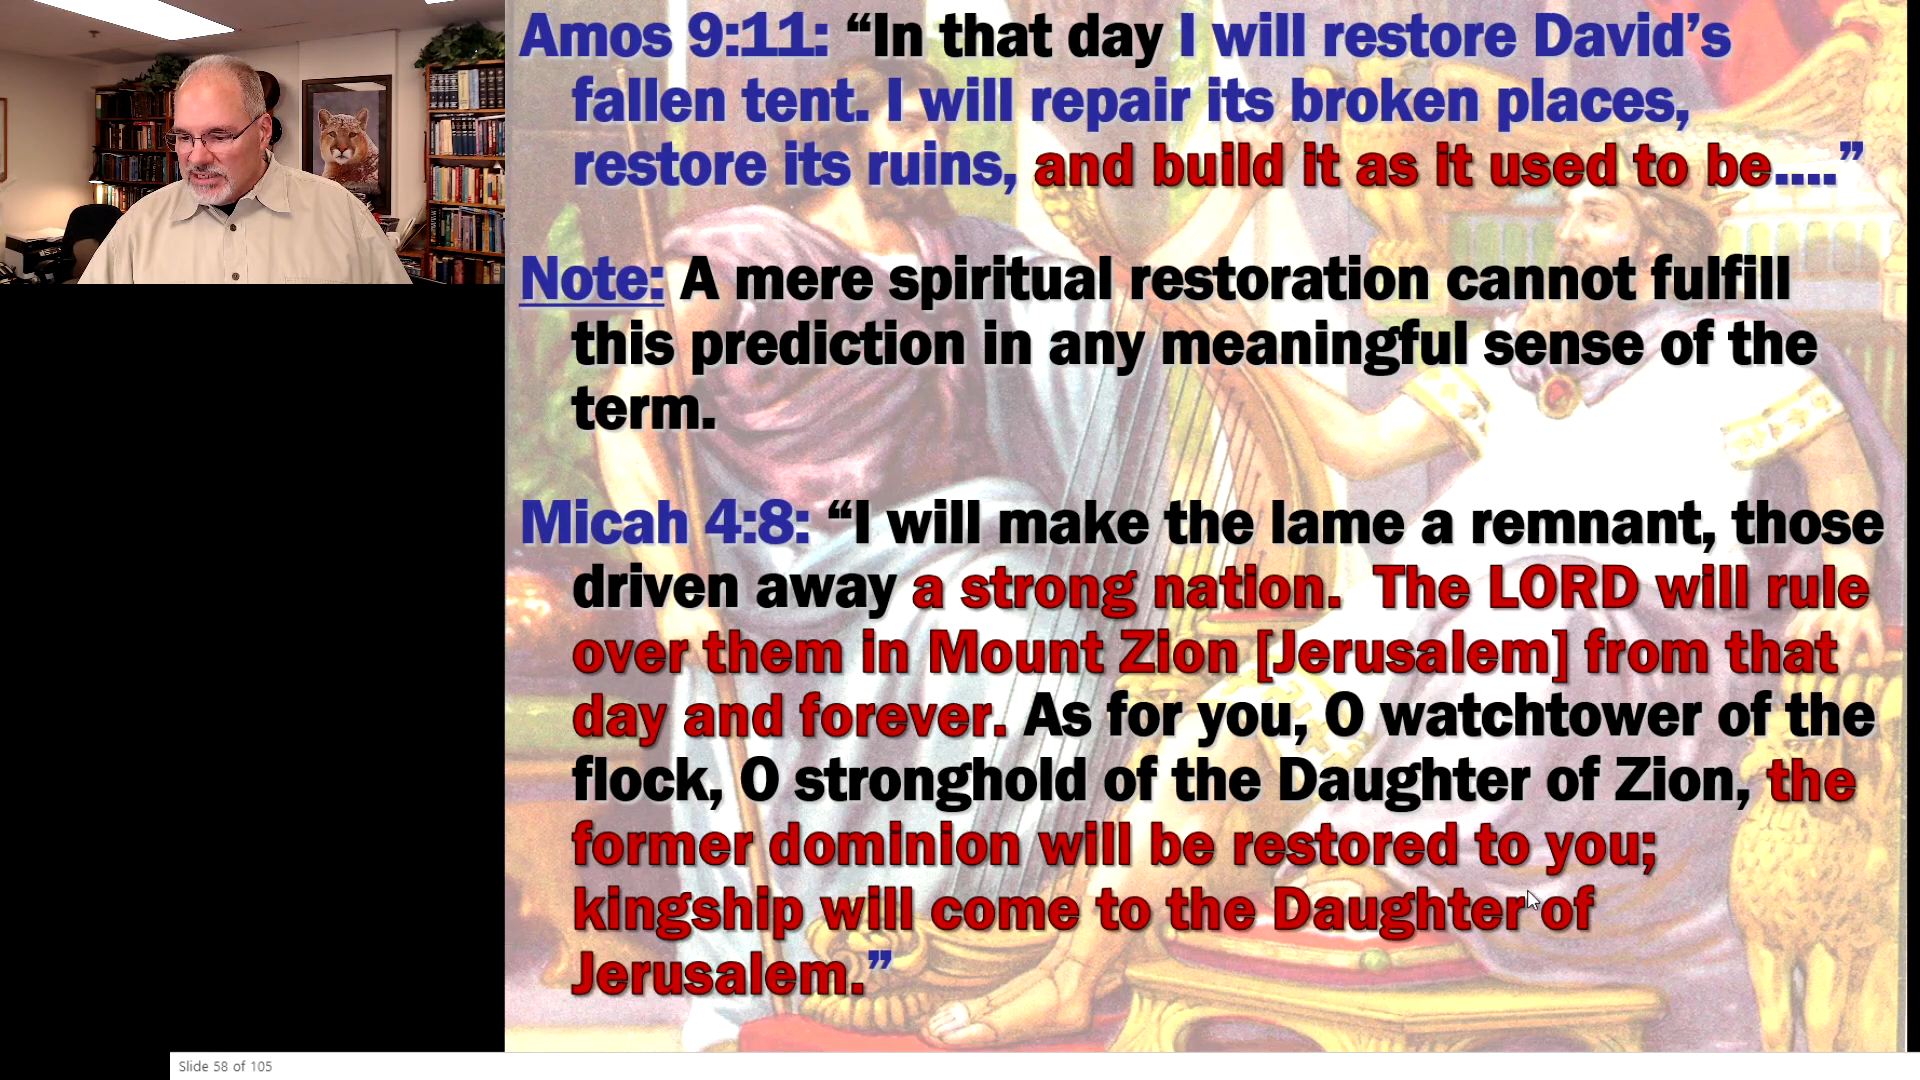 Amos 9:11: “In that day I will restore David’s
fallen tent. I will repair its broken places,
restore its ruins, and build it as it used to be....”
Note: A mere spiritual restoration cannot fulfill
this prediction in any meaningful sense of the
term.
Micah 4:8: “I will make the lame a remnant, those
driven away a strong nation.  The LORD will rule
over them in Mount Zion [Jerusalem] from that
day and forever. As for you, O watchtower of the
flock, O stronghold of the Daughter of Zion, the
former dominion will be restored to you;
kingship will come to the Daughter of
Jerusalem.”
Slide 58 of 105